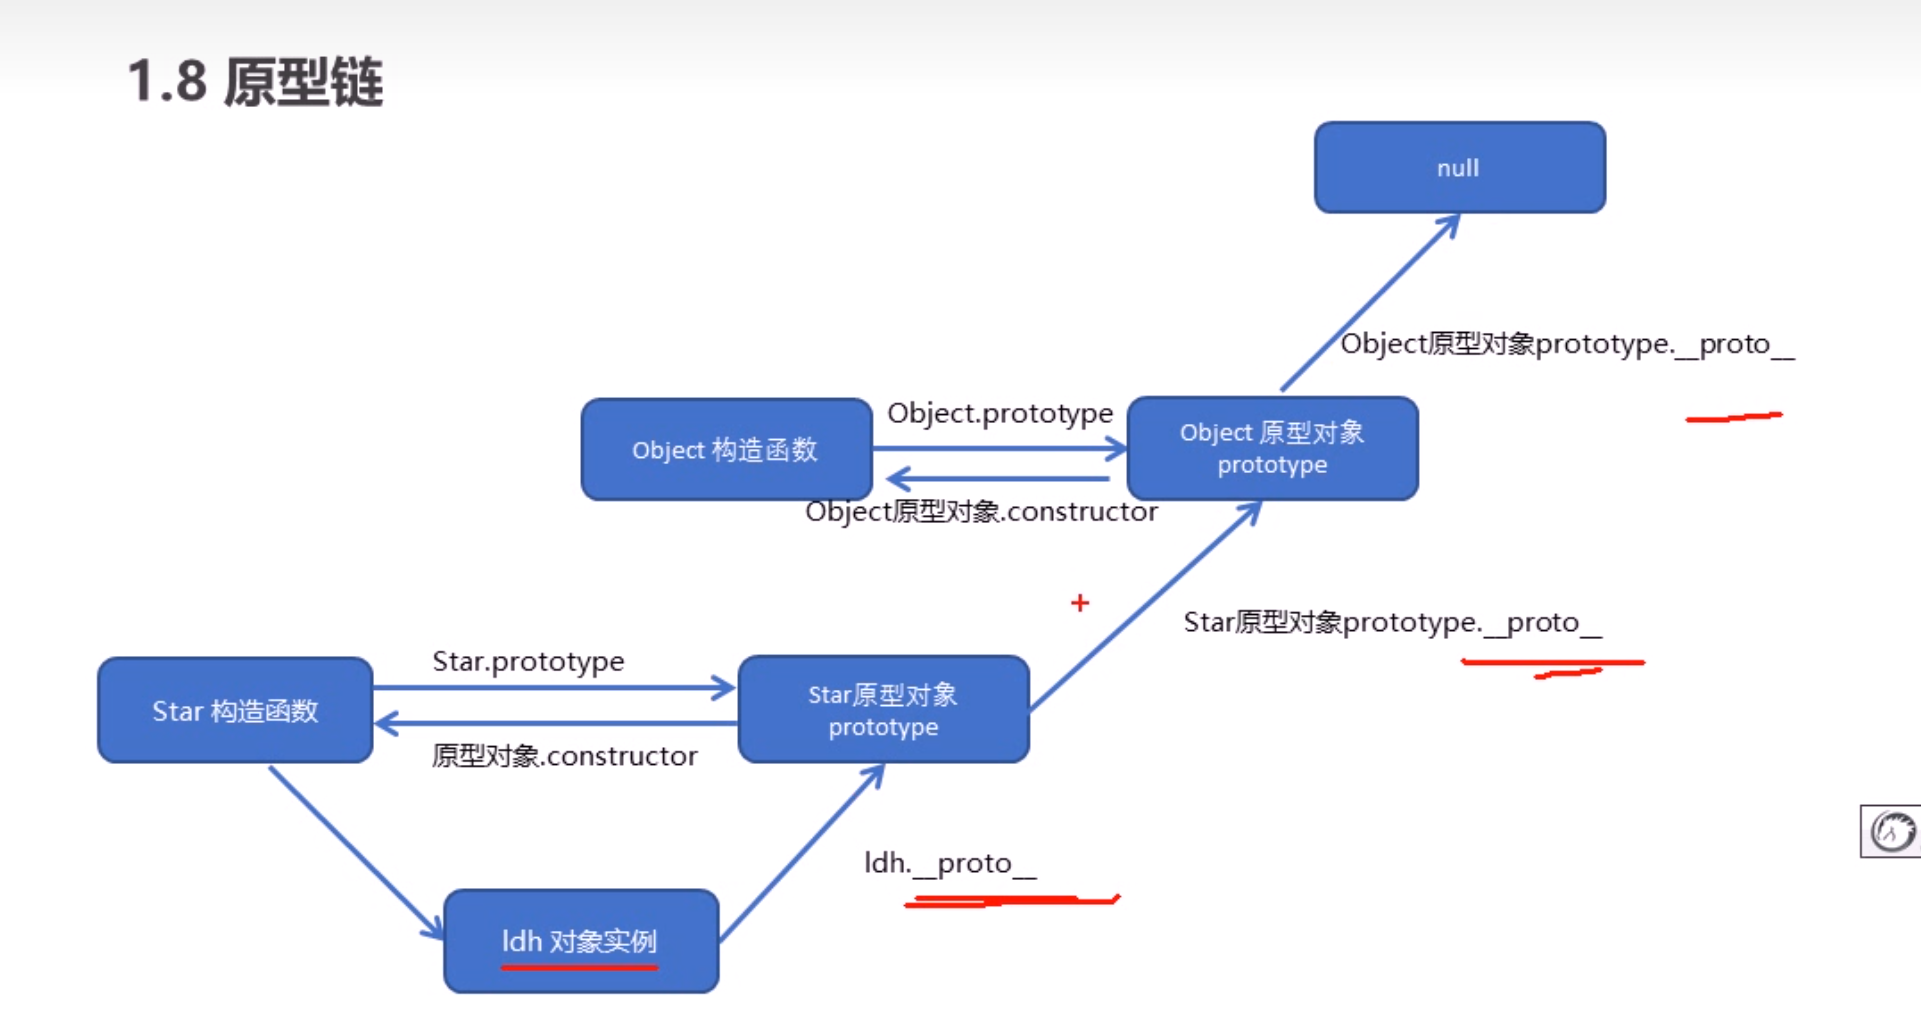 1.8 原型链
null
Object原型对象prototype.__proto__
Object 构造函数
Object.prototype
Object 原型对象
prototype
Object原型对象.constructor
Star原型对象prototype.__proto__
Star 构造函数
Star.prototype
Star原型对象
prototype
原型对象.constructor
ldh.__proto__
ldh 对象实例